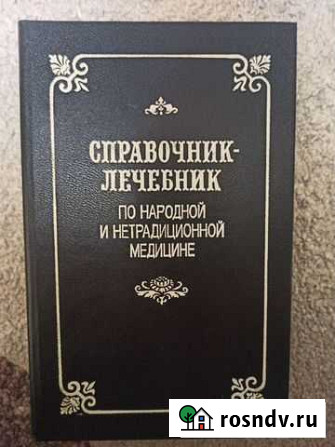 СПРАВОЧНИК-
ЛЕЧЕБНИК
ПО НАРОДНОЙ
И НЕТРАДИЦИОННОЙ
МЕДИЦИНЕ
rosndv.ru